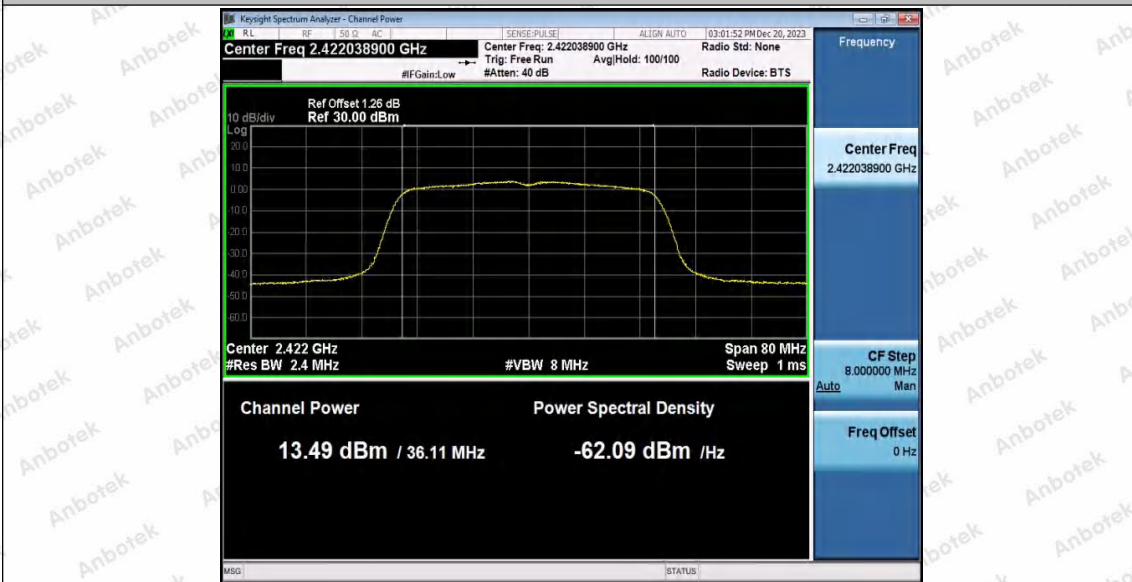 Keysight Spectrum Analyzer - Channel Power
RL RF 50 Ω AC SENSE:PULSE ALIGN AUTO 03:01:52 PM Dec 20, 2023
Center Freq 2.422038900 GHz
Center Freq: 2.422038900 GHz
Radio Std: None
Trig: Free Run Avg|Hold: 100/100
#IFGain:Low
#Atten: 40 dB
Radio Device: BTS
Ref Offset 1.26 dB
10 dB/div Ref 30.00 dBm
Log
20.0
10.0
0.00
-10.0
-20.0
-30.0
-40.0
-50.0
-60.0
Center 2.422 GHz
Span 80 MHz
#Res BW 2.4 MHz
#VBW 8 MHz
Sweep 1 ms
Channel Power
Power Spectral Density
13.49 dBm / 36.11 MHz
-62.09 dBm /Hz
MSG
STATUS
Frequency
Center Freq
2.422038900 GHz
CF Step
8.000000 MHz
Auto Man
Freq Offset
0 Hz
Anbotek